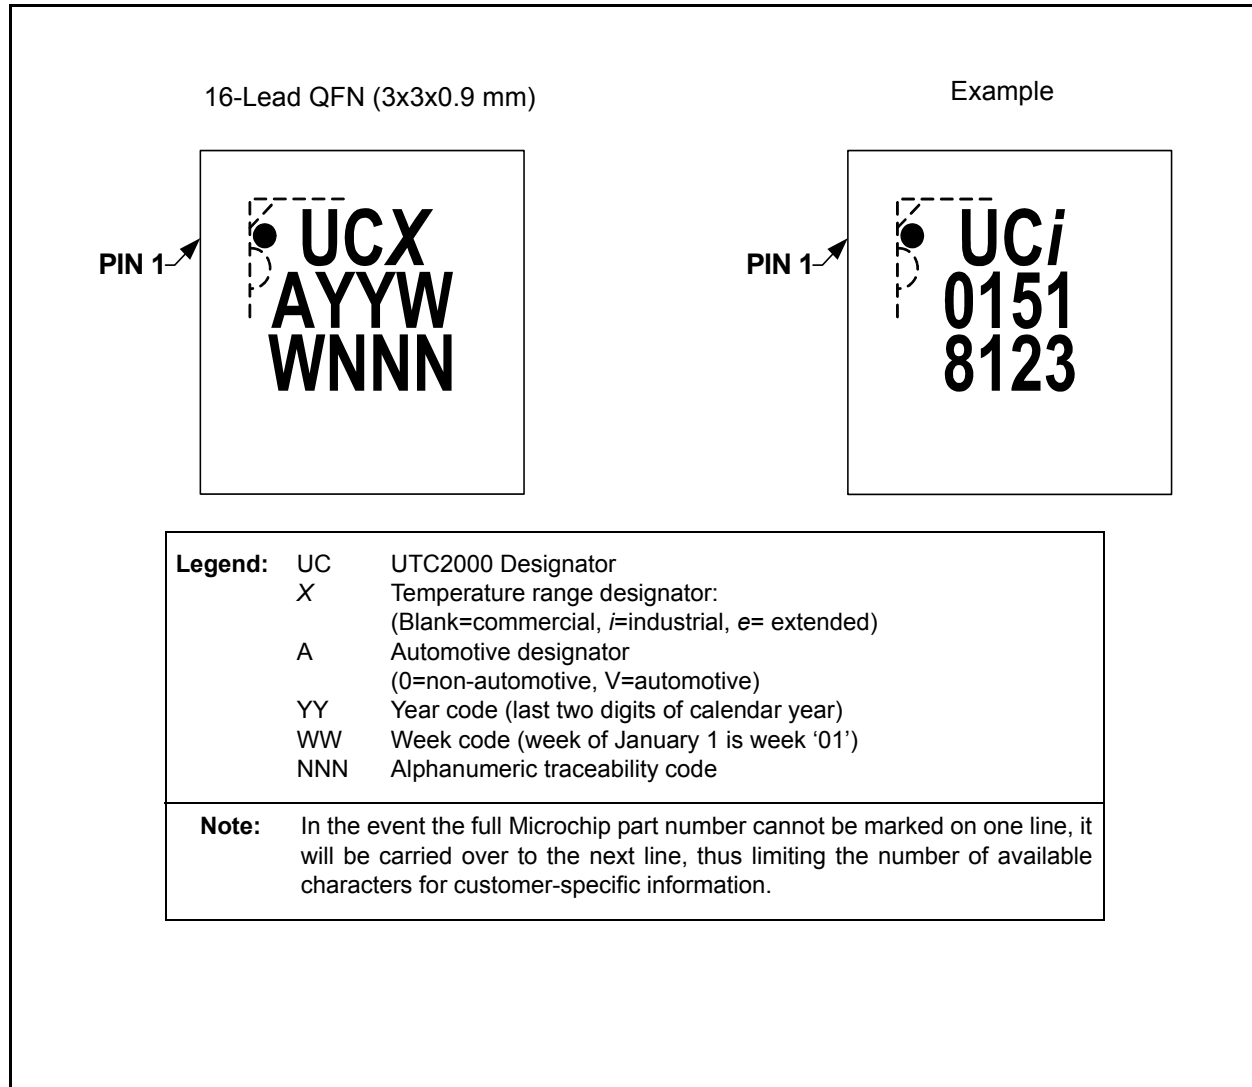 16-Lead QFN (3x3x0.9 mm)
Example
PIN 1
UCX
AYYW
WNNN
PIN 1
UCi
0151
8123
Legend: UC UTC2000 Designator
X Temperature range designator:
(Blank=commercial, i=industrial, e= extended)
A Automotive designator
(0=non-automotive, V=automotive)
YY Year code (last two digits of calendar year)
WW Week code (week of January 1 is week ‘01’)
NNN Alphanumeric traceability code
Note: In the event the full Microchip part number cannot be marked on one line, it
will be carried over to the next line, thus limiting the number of available
characters for customer-specific information.